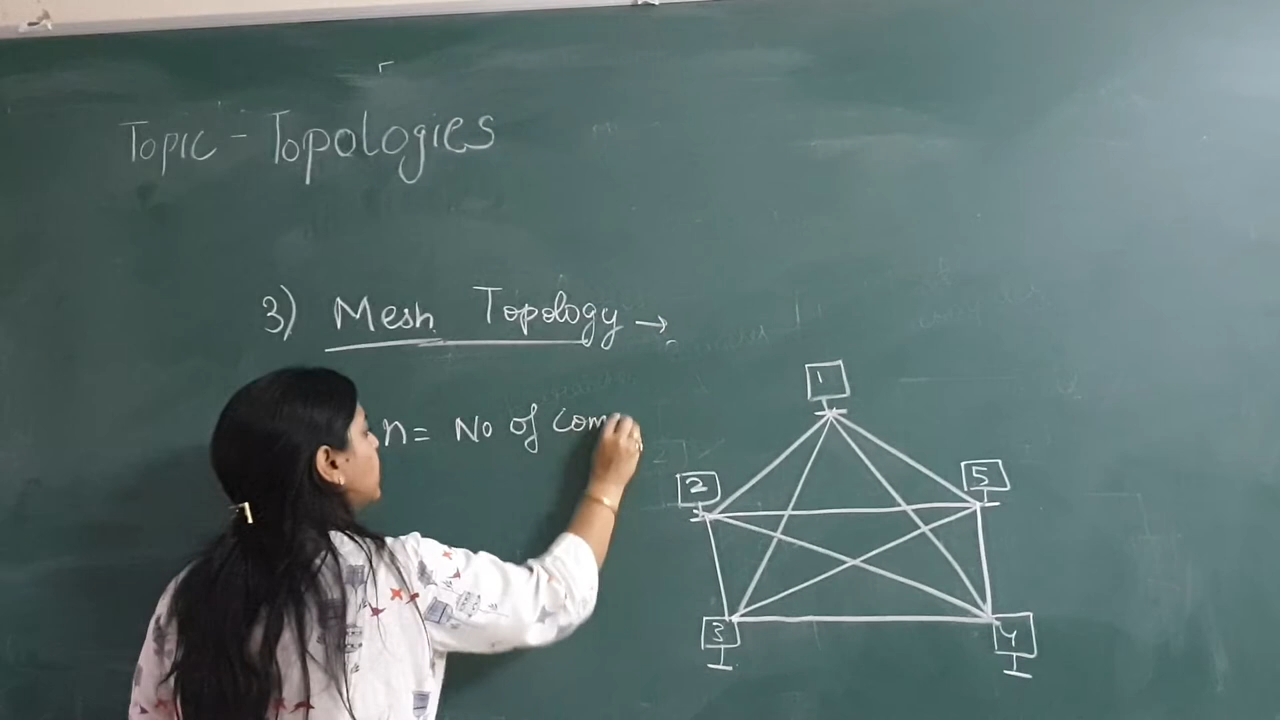 Topic - Topologies
3) Mesh Topology →
n = No of com
1
2
5
3
4